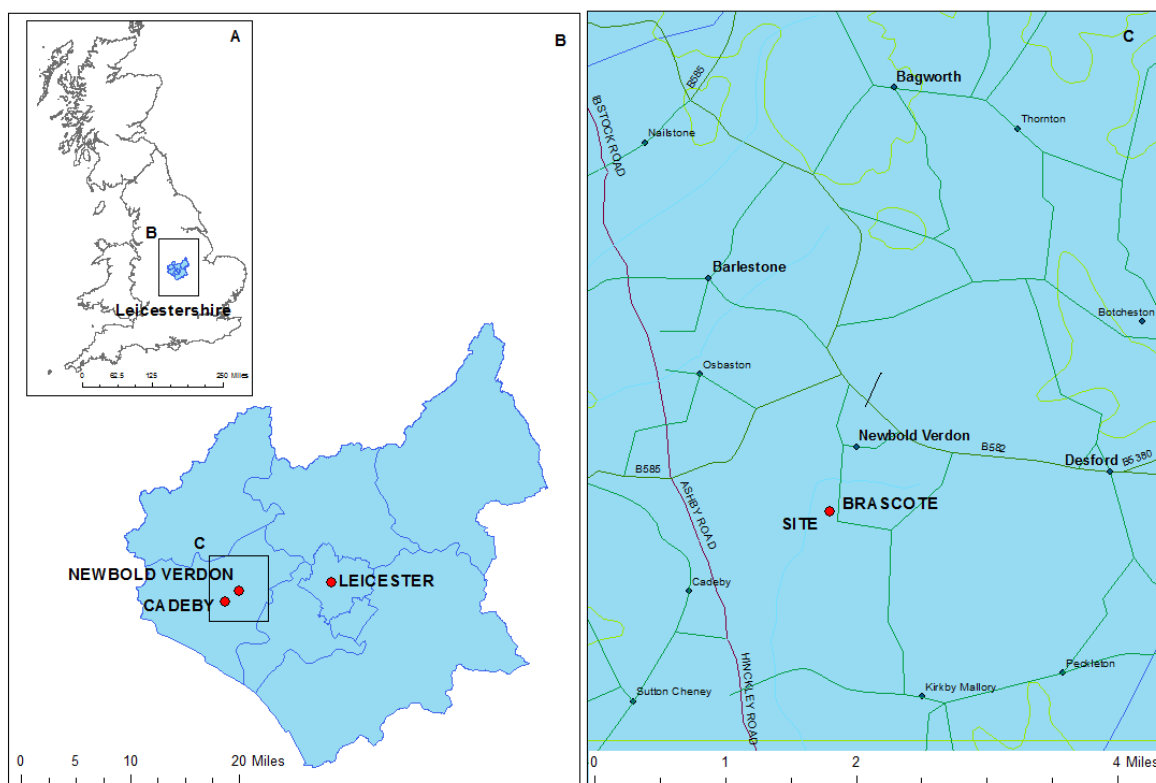 A
B
Leicestershire
0 62.5 125 250 Miles
B
C
NEWBOLD VERDON
CADEBY
LEICESTER
0 5 10 20 Miles
C
B585
Bagworth
IBSTOCK ROAD
Nailstone
Thornton
Barlestone
Botcheston
Osbaston
Newbold Verdon
B582
Desford
B5380
B585
ASHBY ROAD
BRASCOTE
SITE
Cadeby
HINCKLEY ROAD
Peckleton
Kirkby Mallory
Sutton Cheney
0 1 2 4 Miles